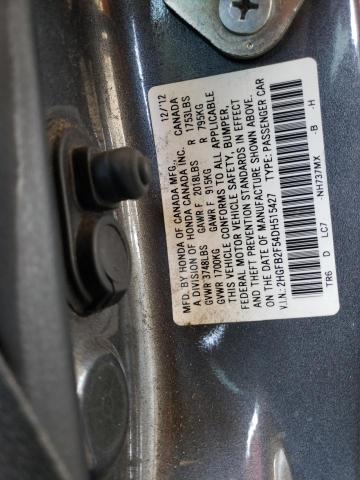 MFD. BY HONDA OF CANADA MFG. 12/12
A DIVISION OF HONDA CANADA INC. CANADA
GVWR 3748LBS GAWR F 2018LBS R 1753LBS
GVWR 1700KG GAWR F 915KG R 795KG
THIS VEHICLE CONFORMS TO ALL APPLICABLE
FEDERAL MOTOR VEHICLE SAFETY, BUMPER,
AND THEFT PREVENTION STANDARDS IN EFFECT
ON THE DATE OF MANUFACTURE SHOWN ABOVE.
V.I.N.: 2HGFB2F54DH515427 TYPE: PASSENGER CAR
TR6 D LC7 -NH737MX -B -H